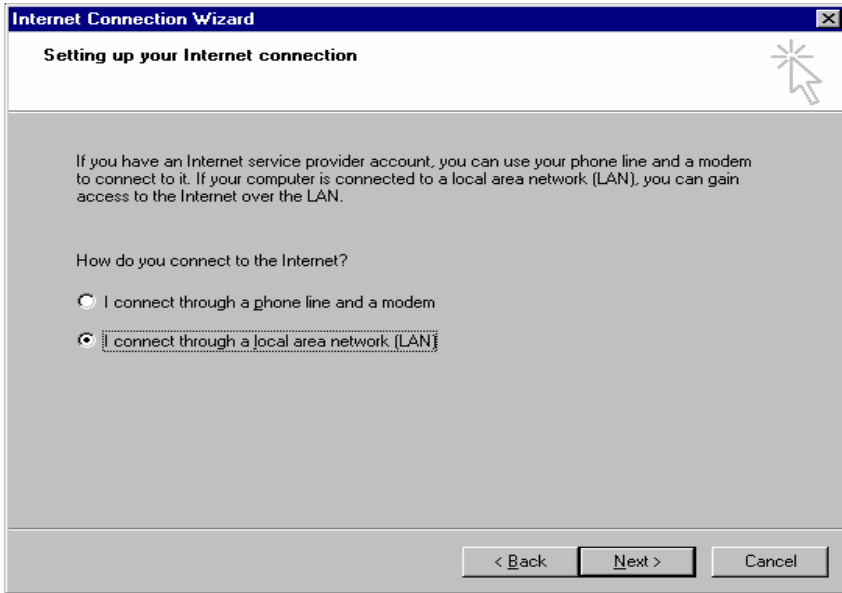 Internet Connection Wizard
Setting up your Internet connection
If you have an Internet service provider account, you can use your phone line and a modem
to connect to it. If your computer is connected to a local area network (LAN), you can gain
access to the Internet over the LAN.
How do you connect to the Internet?
I connect through a phone line and a modem
I connect through a local area network (LAN)
< Back Next > Cancel